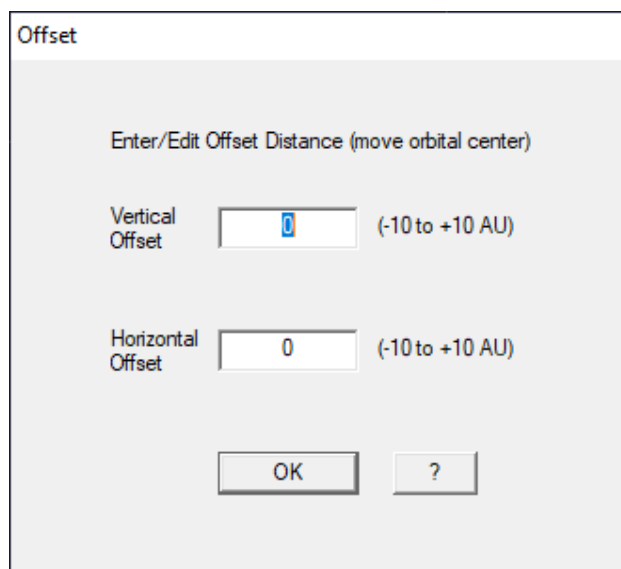 Offset
Enter/Edit Offset Distance (move orbital center)
Vertical
Offset
0
(-10 to +10 AU)
Horizontal
Offset
0
(-10 to +10 AU)
OK
?